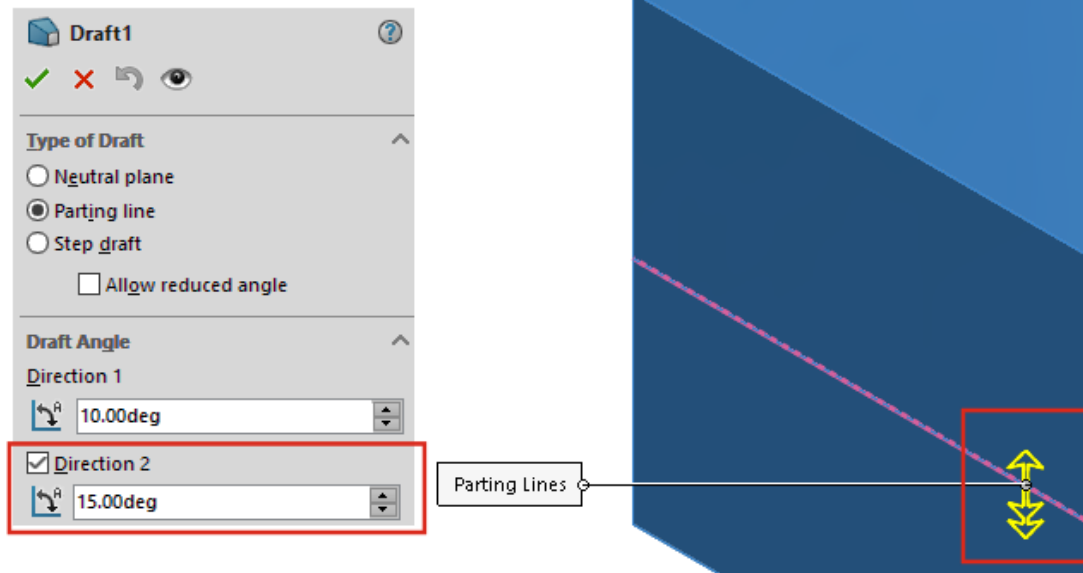 Draft1
Type of Draft
Neutral plane
Parting line
Step draft
Allow reduced angle
Draft Angle
Direction 1
10.00deg
Direction 2
15.00deg
Parting Lines